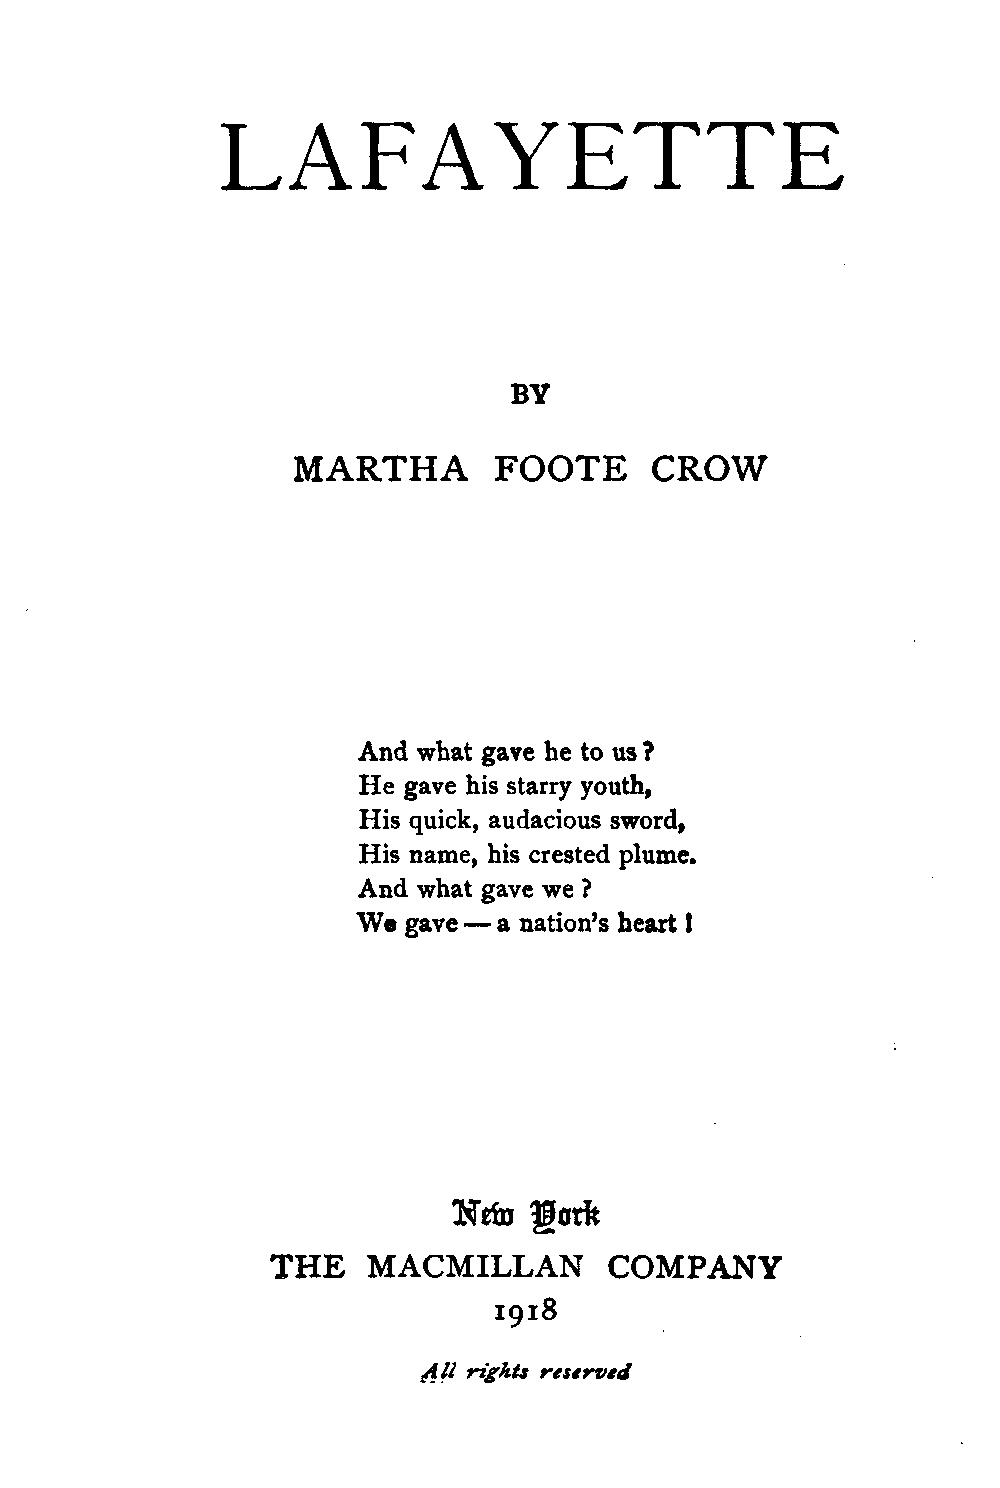 LAFAYETTE
BY
MARTHA FOOTE CROW
And what gave he to us?
He gave his starry youth,
His quick, audacious sword,
His name, his crested plume.
And what gave we?
We gave — a nation's heart!
New York
THE MACMILLAN COMPANY
1918
All rights reserved